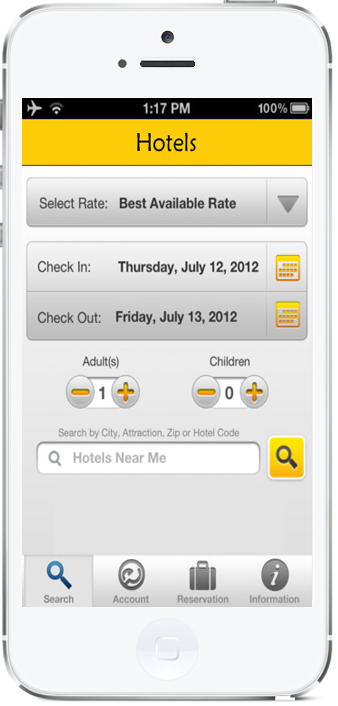 1:17 PM 100%
Hotels
Select Rate: Best Available Rate
Check In: Thursday, July 12, 2012
Check Out: Friday, July 13, 2012
Adult(s) Children
1 0
Search by City, Attraction, Zip or Hotel Code
Hotels Near Me
Search Account Reservation Information